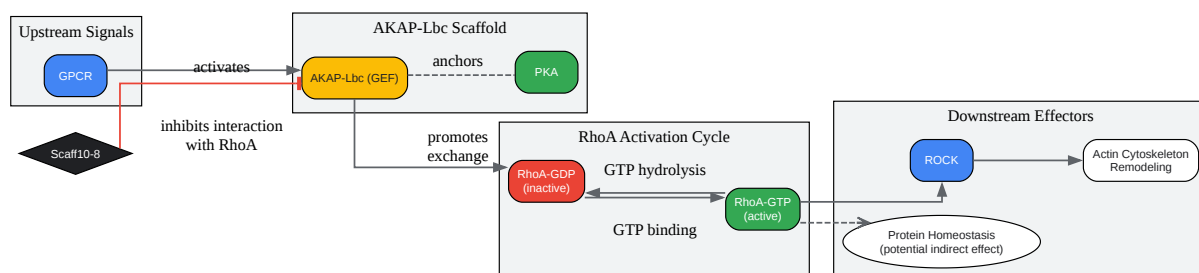 Upstream Signals
GPCR
activates
AKAP-Lbc Scaffold
AKAP-Lbc (GEF)
anchors
PKA
Scaff10-8
inhibits interaction
with RhoA
promotes
exchange
RhoA Activation Cycle
RhoA-GDP
(inactive)
GTP hydrolysis
GTP binding
RhoA-GTP
(active)
Downstream Effectors
ROCK
Actin Cytoskeleton
Remodeling
Protein Homeostasis
(potential indirect effect)